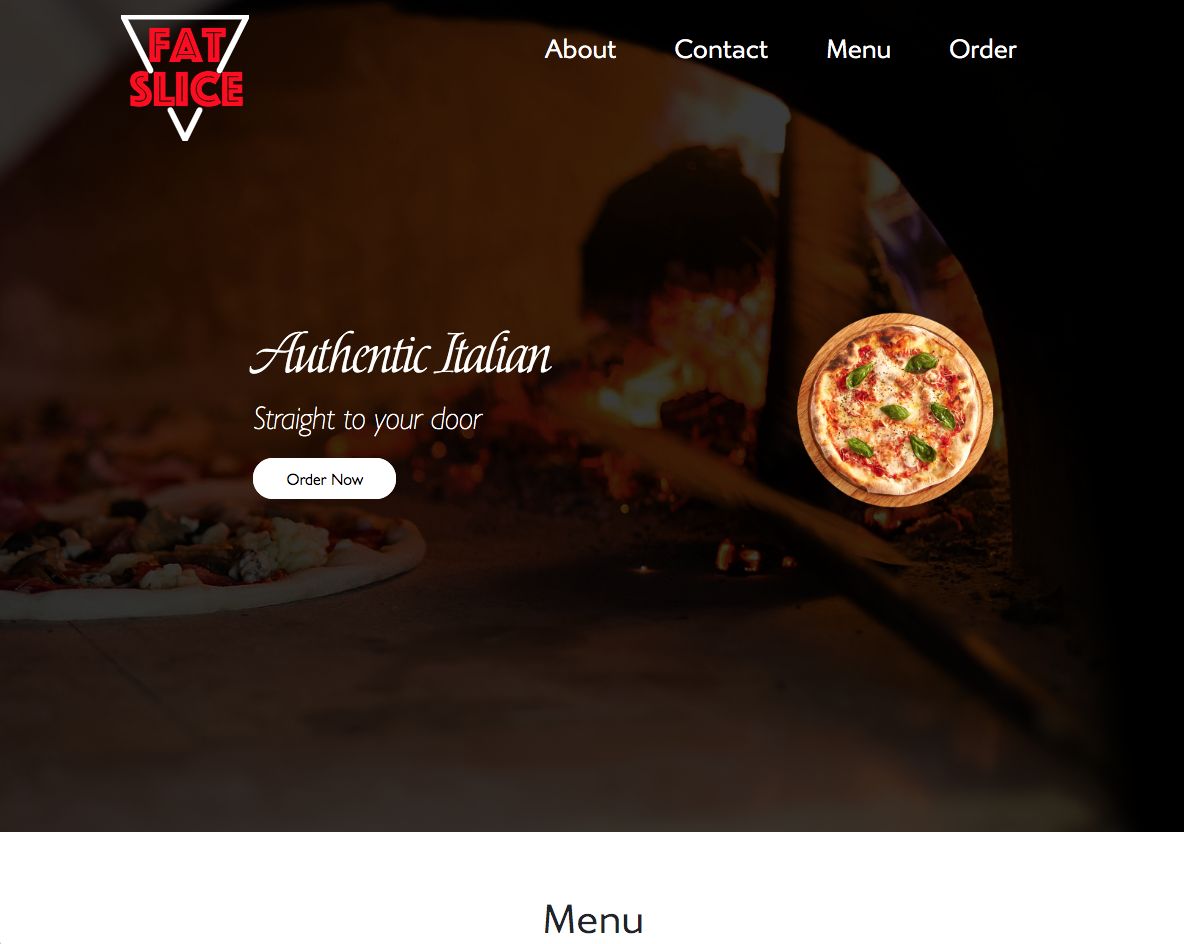 FAT
SLICE
About Contact Menu Order
Authentic Italian
Straight to your door
Order Now
Menu